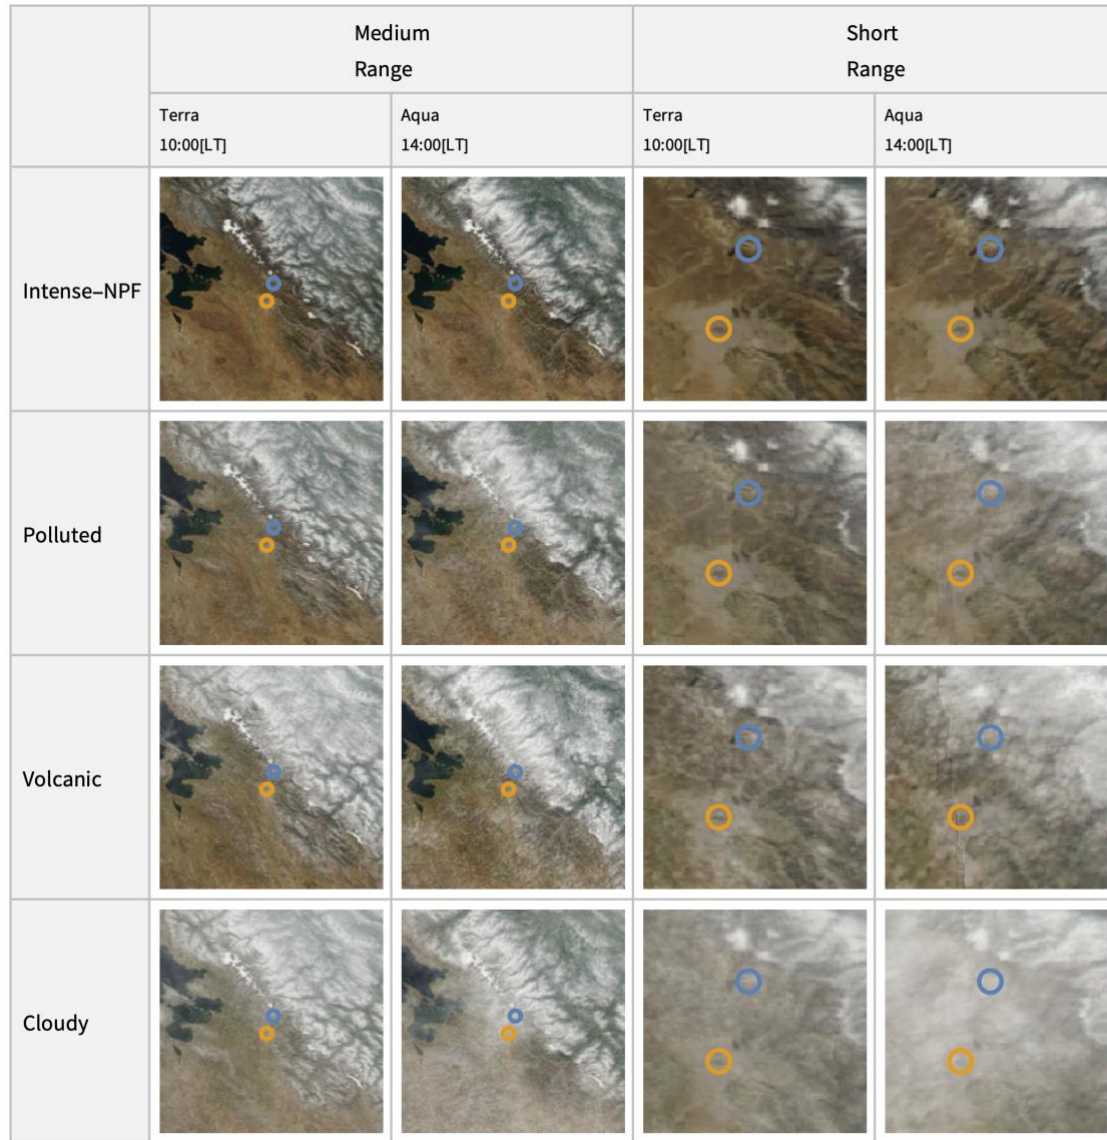 Medium
Range
Short
Range
Terra
10:00[LT]
Aqua
14:00[LT]
Terra
10:00[LT]
Aqua
14:00[LT]
Intense–NPF
Polluted
Volcanic
Cloudy